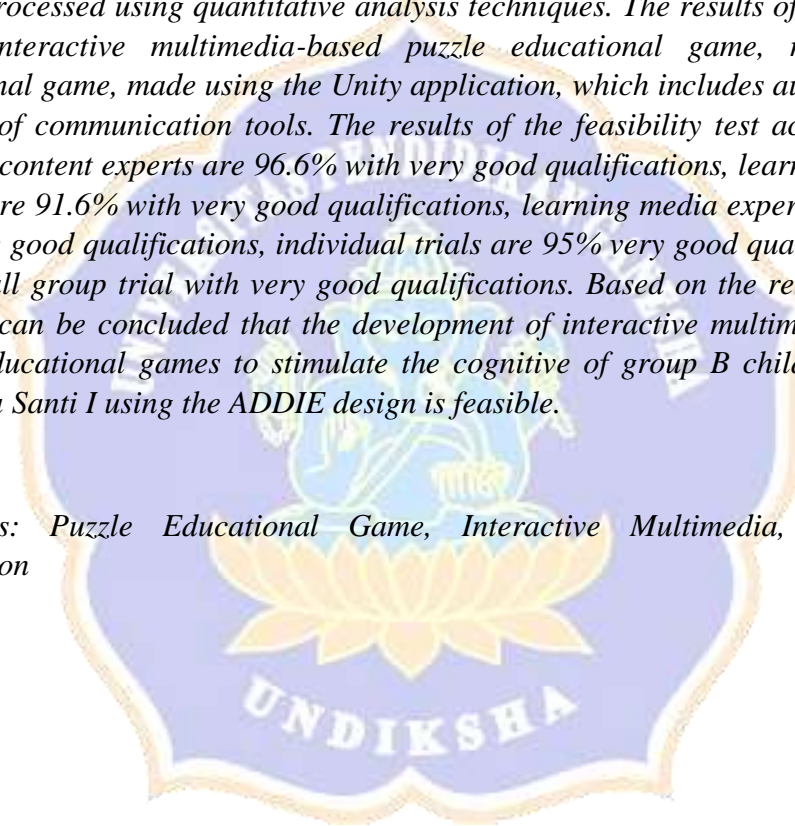 rocessed using quantitative analysis techniques. The results of
nteractive multimedia-based puzzle educational game,
nal game, made using the Unity application, which includes au
of communication tools. The results of the feasibility test ac
content experts are 96.6% with very good qualifications, learn
re 91.6% with very good qualifications, learning media exper
good qualifications, individual trials are 95% very good qua
ll group trial with very good qualifications. Based on the re
can be concluded that the development of interactive multim
ducational games to stimulate the cognitive of group B chil
Santi I using the ADDIE design is feasible.
s: Puzzle Educational Game, Interactive Multimedia,
on
UNIVERSITAS PENDIDIKAN GANESHA
UNDIKSHA